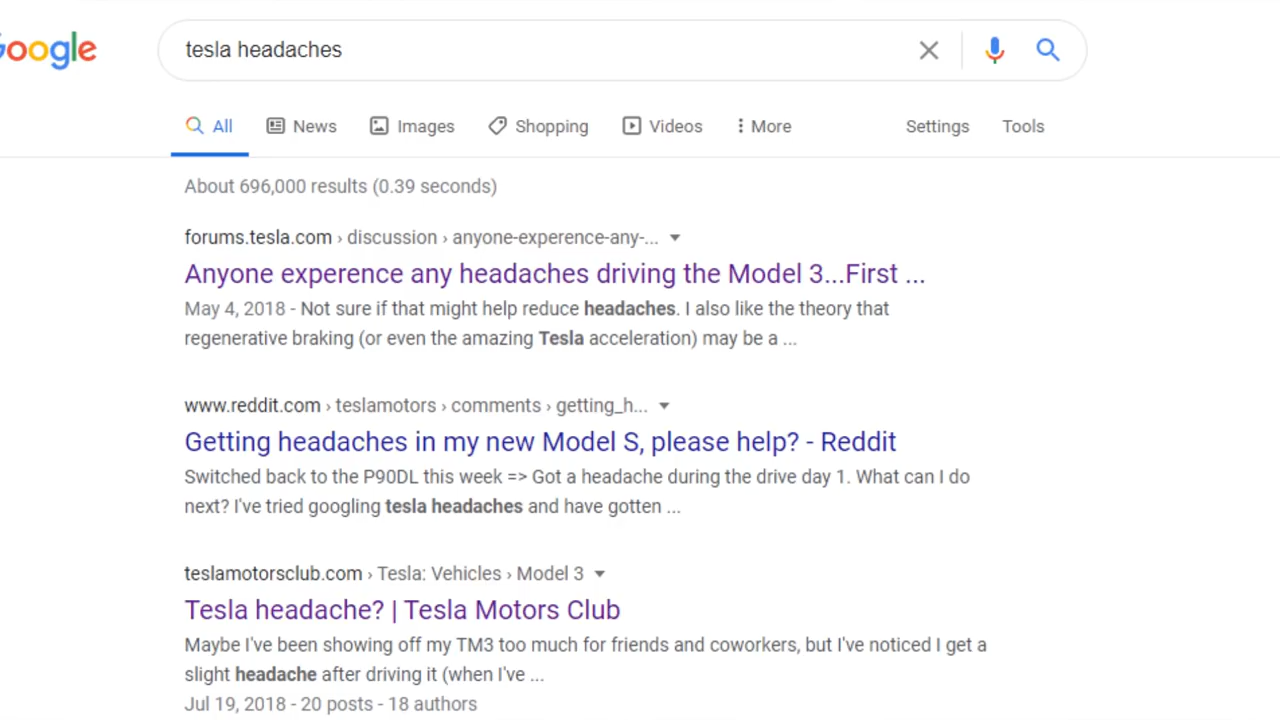 Google
tesla headaches
All News Images Shopping Videos More Settings Tools
About 696,000 results (0.39 seconds)
forums.tesla.com › discussion › anyone-experence-any-...
Anyone experence any headaches driving the Model 3...First ...
May 4, 2018 - Not sure if that might help reduce headaches. I also like the theory that
regenerative braking (or even the amazing Tesla acceleration) may be a ...
www.reddit.com › teslamotors › comments › getting_h...
Getting headaches in my new Model S, please help? - Reddit
Switched back to the P90DL this week => Got a headache during the drive day 1. What can I do
next? I've tried googling tesla headaches and have gotten ...
teslamotorsclub.com › Tesla: Vehicles › Model 3
Tesla headache? | Tesla Motors Club
Maybe I've been showing off my TM3 too much for friends and coworkers, but I've noticed I get a
slight headache after driving it (when I've ...
Jul 19, 2018 - 20 posts - 18 authors